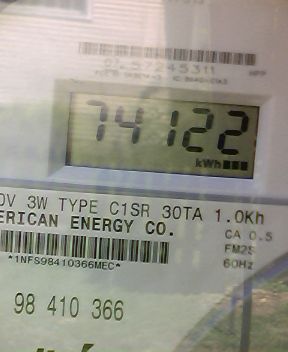 74122
kWh
0V 3W TYPE C1SR 30TA 1.0Kh
ERICAN ENERGY CO.
CA 0.5
FM2S
60Hz
*1NFS98410366MEC*
98 410 366